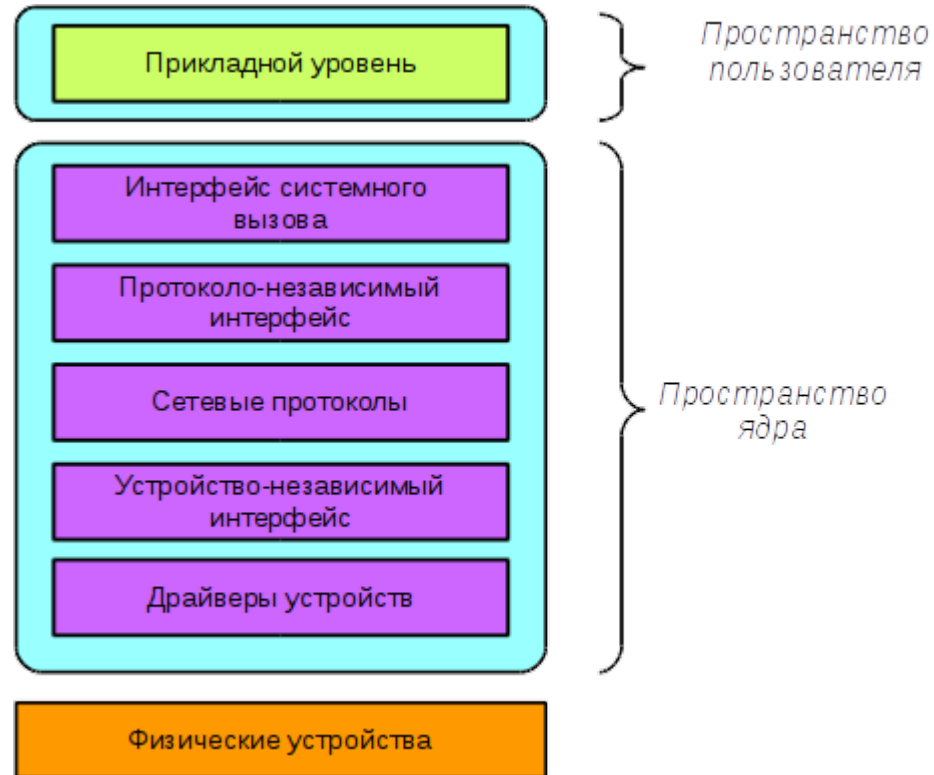 Прикладной уровень
Пространство
пользователя
Интерфейс системного
вызова
Протоколо-независимый
интерфейс
Сетевые протоколы
Устройство-независимый
интерфейс
Драйверы устройств
Пространство
ядра
Физические устройства